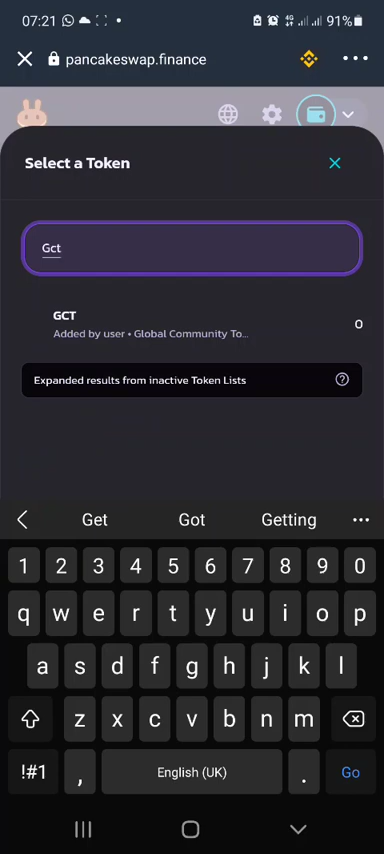 07:21
91%
pancakeswap.finance
Select a Token
Gct
GCT
0
Added by user • Global Community To...
Expanded results from inactive Token Lists
?
Get Got Getting
1 2 3 4 5 6 7 8 9 0
q w e r t y u i o p
a s d f g h j k l
z x c v b n m
!#1 , English (UK) . Go